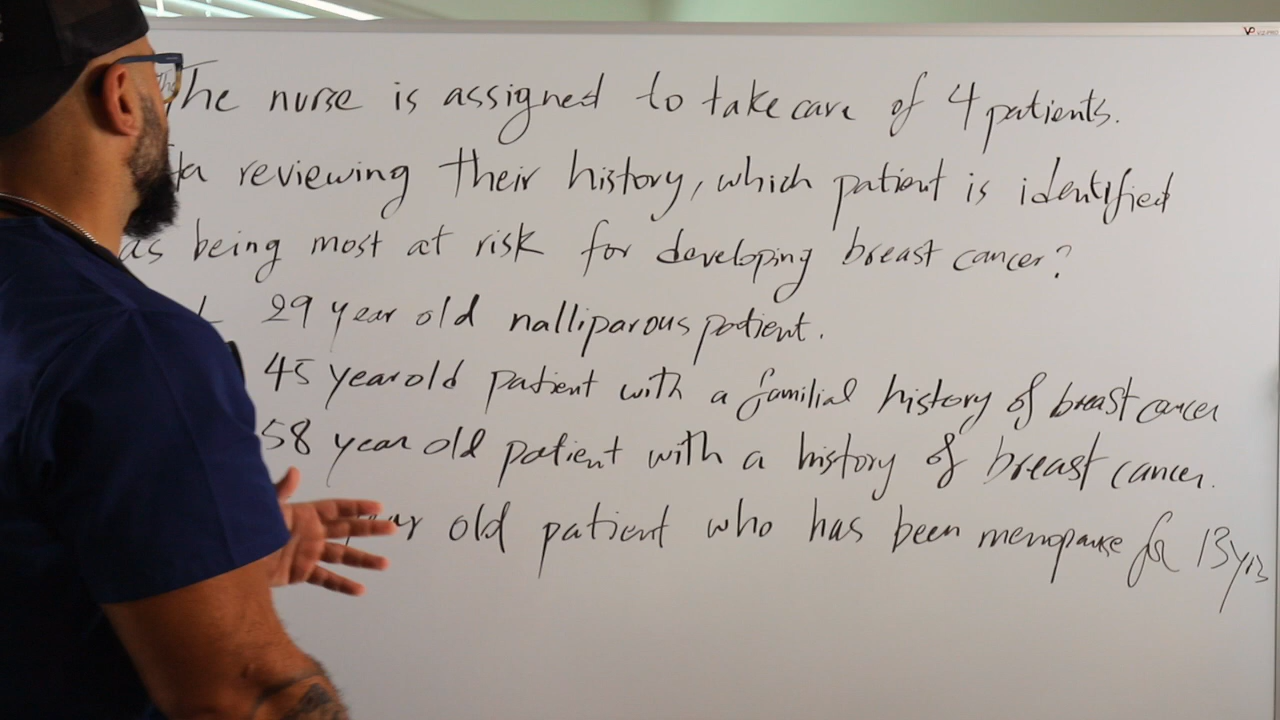 The nurse is assigned to take care of 4 patients.
reviewing their history, which patient is identified
as being most at risk for developing breast cancer?
29 year old nalliparous patient.
45 year old patient with a familial history of breast cancer
58 year old patient with a history of breast cancer.
old patient who has been menopause for 13 yrs